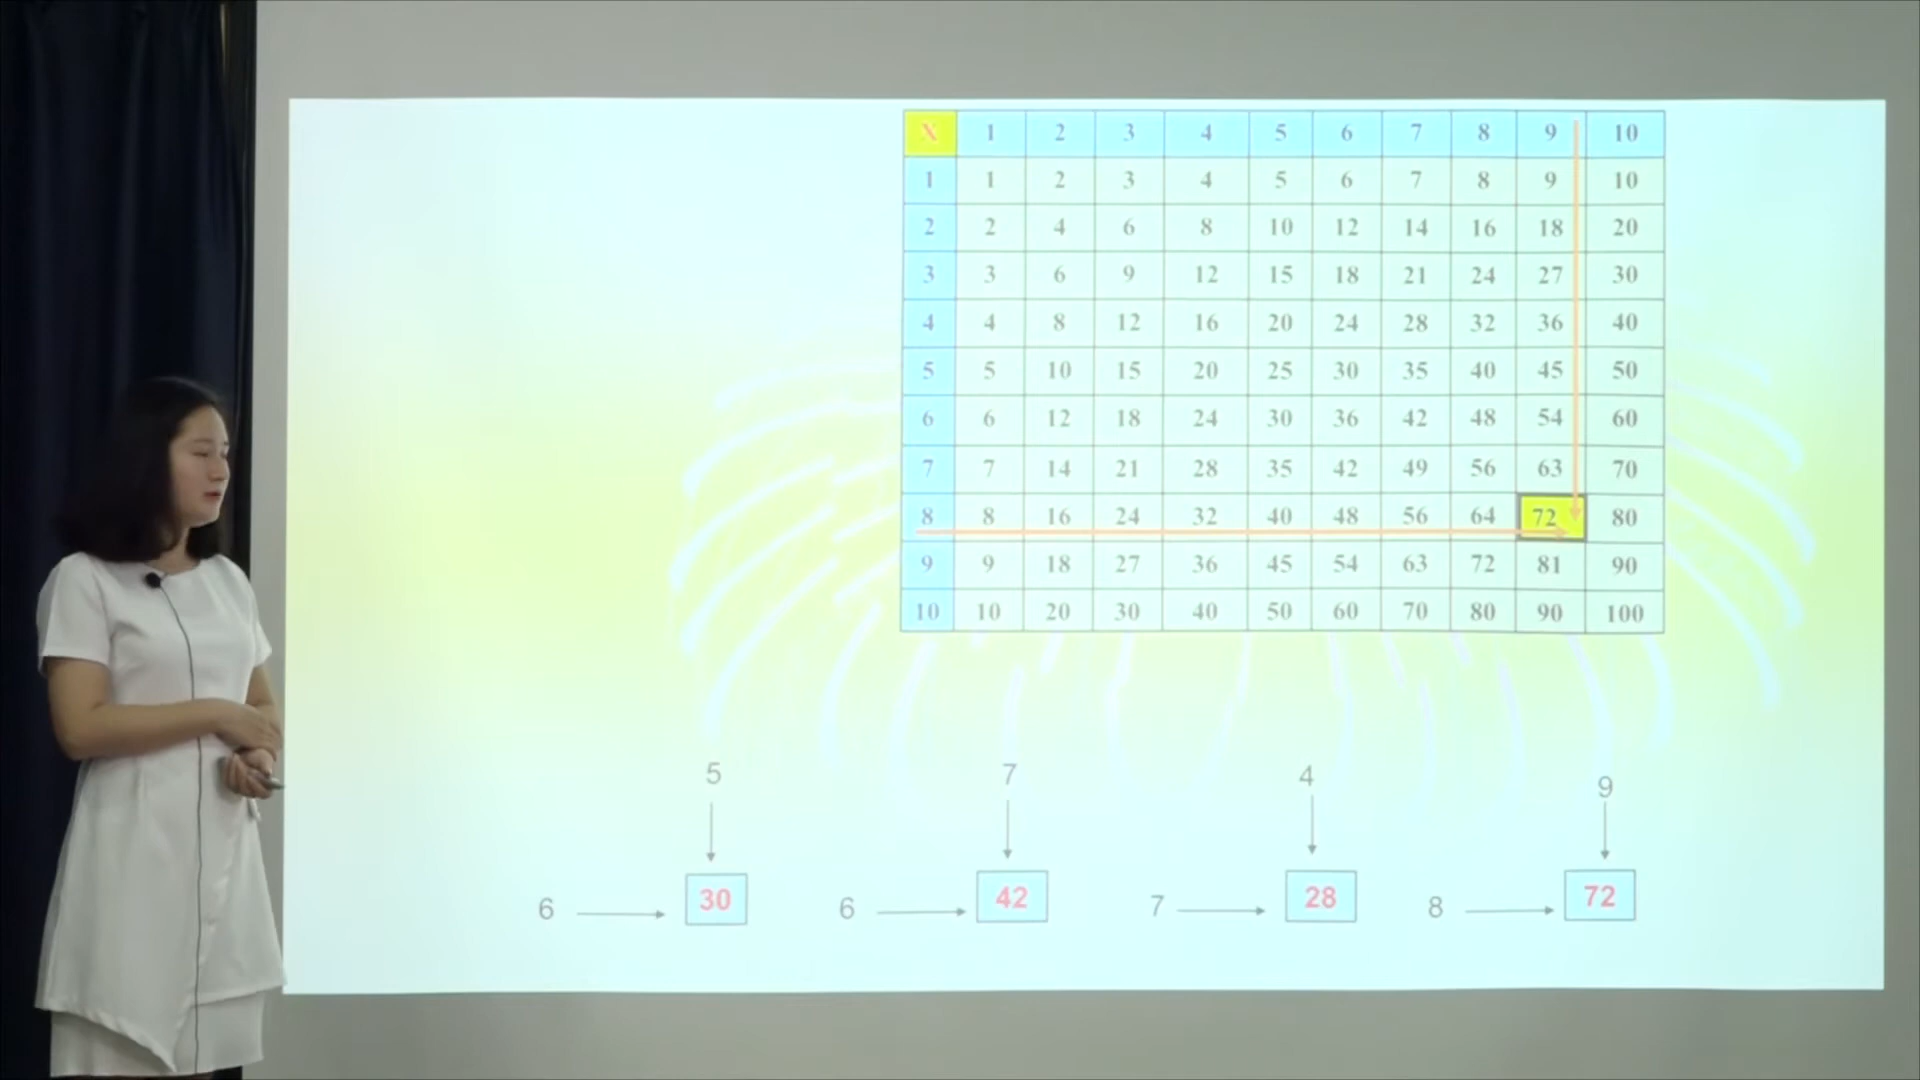 X 1 2 3 4 5 6 7 8 9 10
1 1 2 3 4 5 6 7 8 9 10
2 2 4 6 8 10 12 14 16 18 20
3 3 6 9 12 15 18 21 24 27 30
4 4 8 12 16 20 24 28 32 36 40
5 5 10 15 20 25 30 35 40 45 50
6 6 12 18 24 30 36 42 48 54 60
7 7 14 21 28 35 42 49 56 63 70
8 8 16 24 32 40 48 56 64 72 80
9 9 18 27 36 45 54 63 72 81 90
10 10 20 30 40 50 60 70 80 90 100
5 7 4 9
6 30 6 42 7 28 8 72